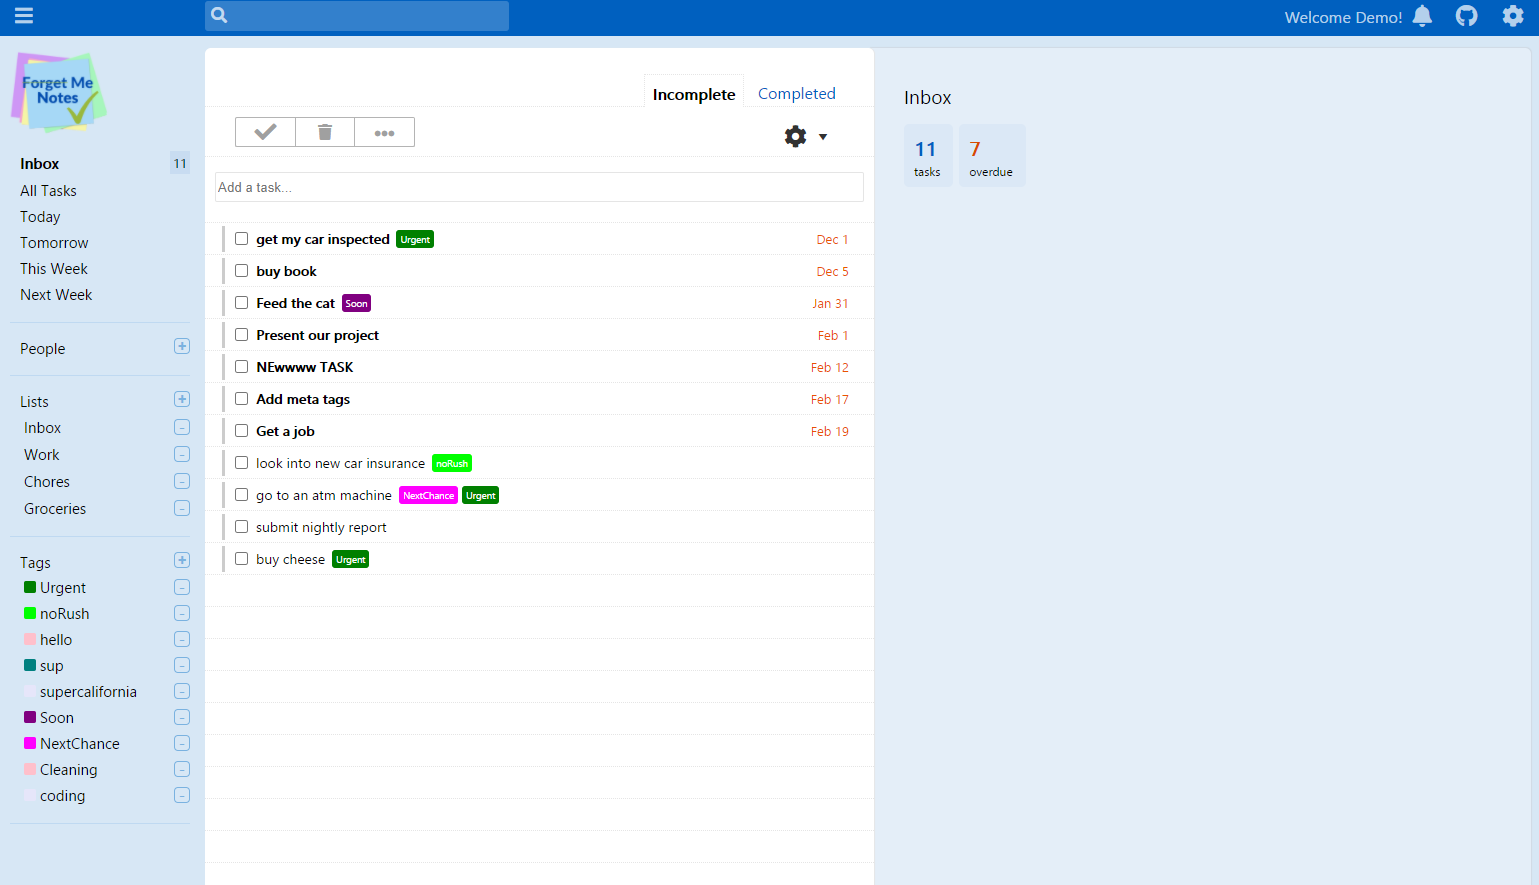 Welcome Demo!
Forget Me
Notes
Inbox 11
All Tasks
Today
Tomorrow
This Week
Next Week
People
Lists
Inbox
Work
Chores
Groceries
Tags
Urgent
noRush
hello
sup
supercalifornia
Soon
NextChance
Cleaning
coding
Incomplete Completed
Add a task...
get my car inspected Urgent Dec 1
buy book Dec 5
Feed the cat Soon Jan 31
Present our project Feb 1
NEwwww TASK Feb 12
Add meta tags Feb 17
Get a job Feb 19
look into new car insurance noRush
go to an atm machine NextChance Urgent
submit nightly report
buy cheese Urgent
Inbox
11 7
tasks overdue